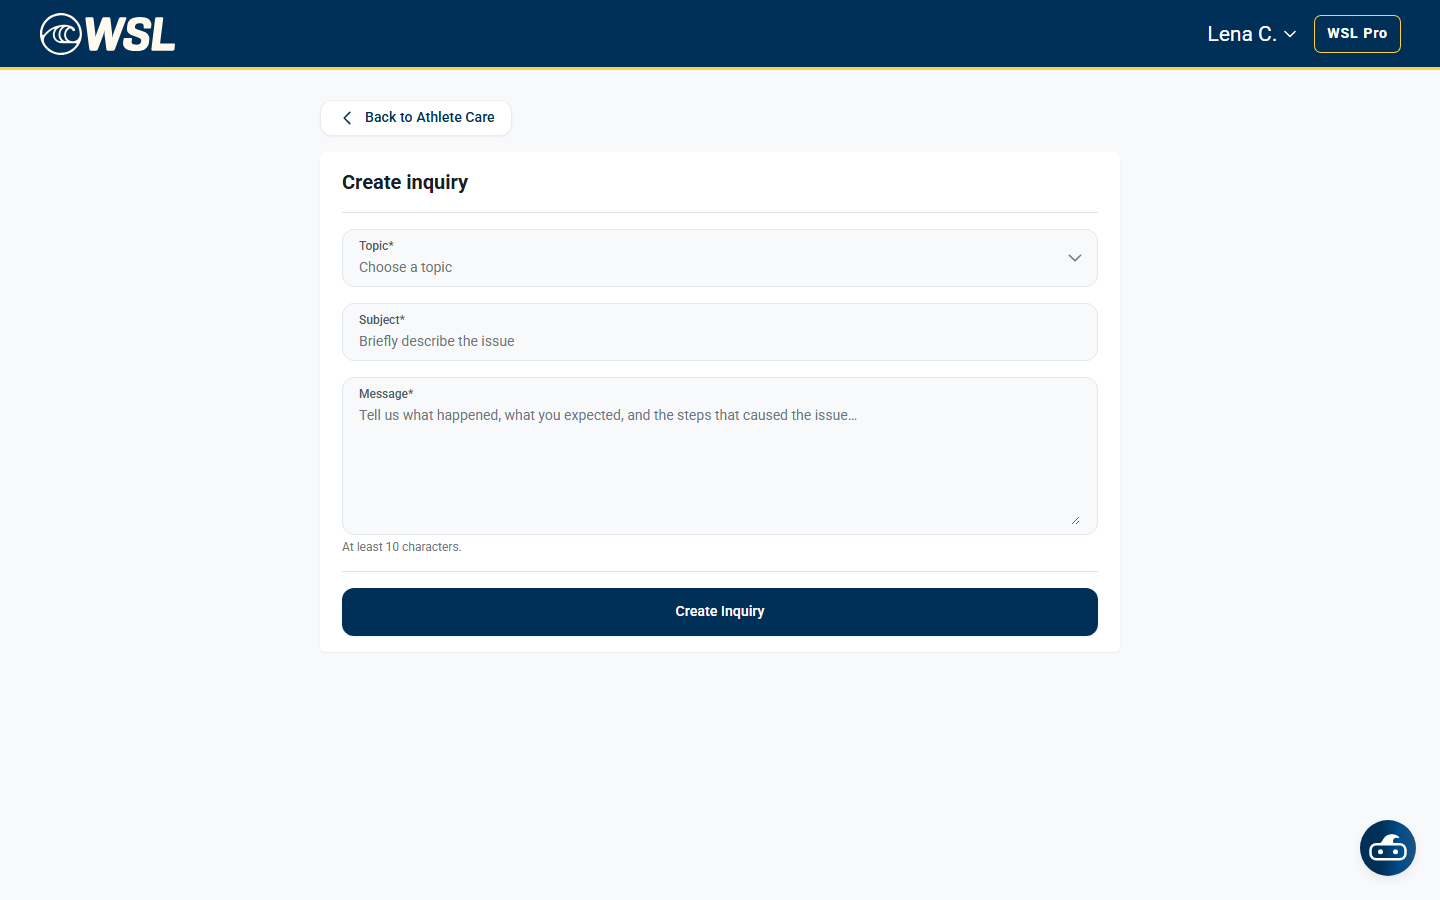 WSL
Lena C.
WSL Pro
Back to Athlete Care
Create inquiry
Topic*
Choose a topic
Subject*
Briefly describe the issue
Message*
Tell us what happened, what you expected, and the steps that caused the issue...
At least 10 characters.
Create Inquiry